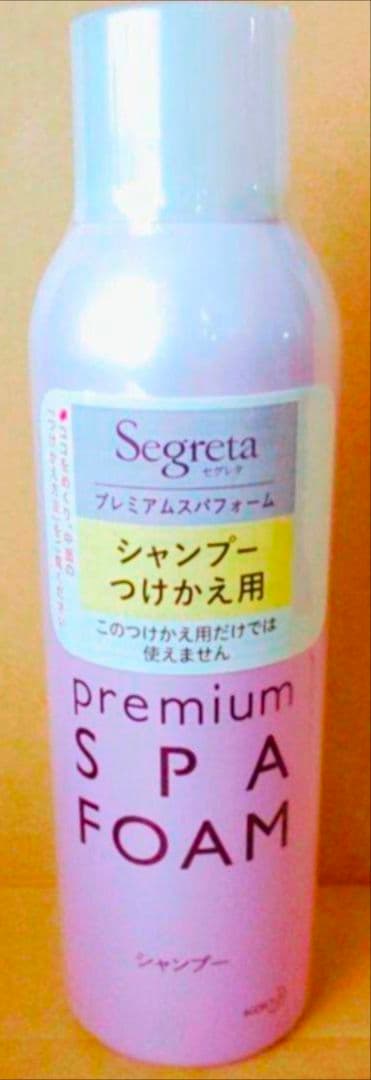 Segreta
セグレタ
プレミアムスパフォーム
シャンプー
つけかえ用
このつけかえ用だけでは
使えません
premium
SPA
FOAM
シャンプー